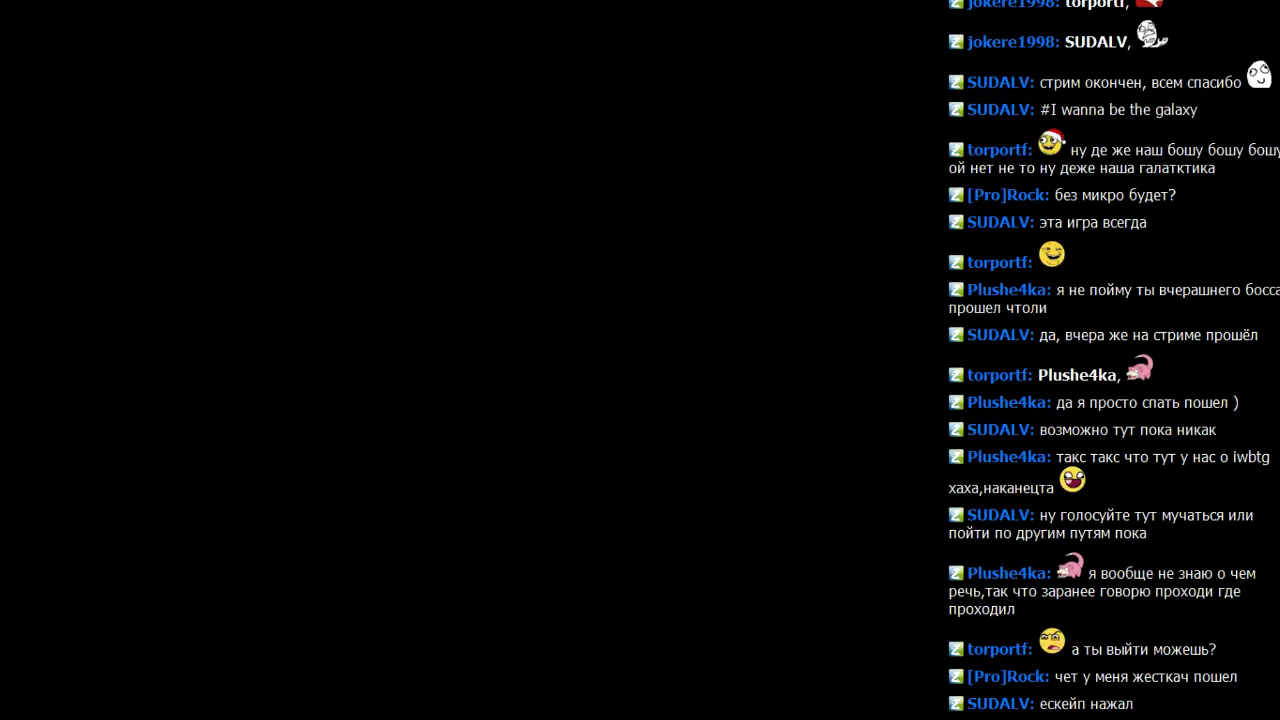 jokere1998: torportf,
jokere1998: SUDALV,
SUDALV: стрим окончен, всем спасибо
SUDALV: #I wanna be the galaxy
torportf: ну де же наш бошу бошу бошу
ой нет не то ну деже наша галатктика
[Pro]Rock: без микро будет?
SUDALV: эта игра всегда
torportf:
Plushe4ka: я не пойму ты вчерашнего босса
прошел чтоли
SUDALV: да, вчера же на стриме прошёл
torportf: Plushe4ka,
Plushe4ka: да я просто спать пошел )
SUDALV: возможно тут пока никак
Plushe4ka: такс такс что тут у нас о iwbtg
хаха,наканецта
SUDALV: ну голосуйте тут мучаться или
пойти по другим путям пока
Plushe4ka: я вообще не знаю о чем
речь,так что заранее говорю проходи где
проходил
torportf: а ты выйти можешь?
[Pro]Rock: чет у меня жесткач пошел
SUDALV: ескейп нажал